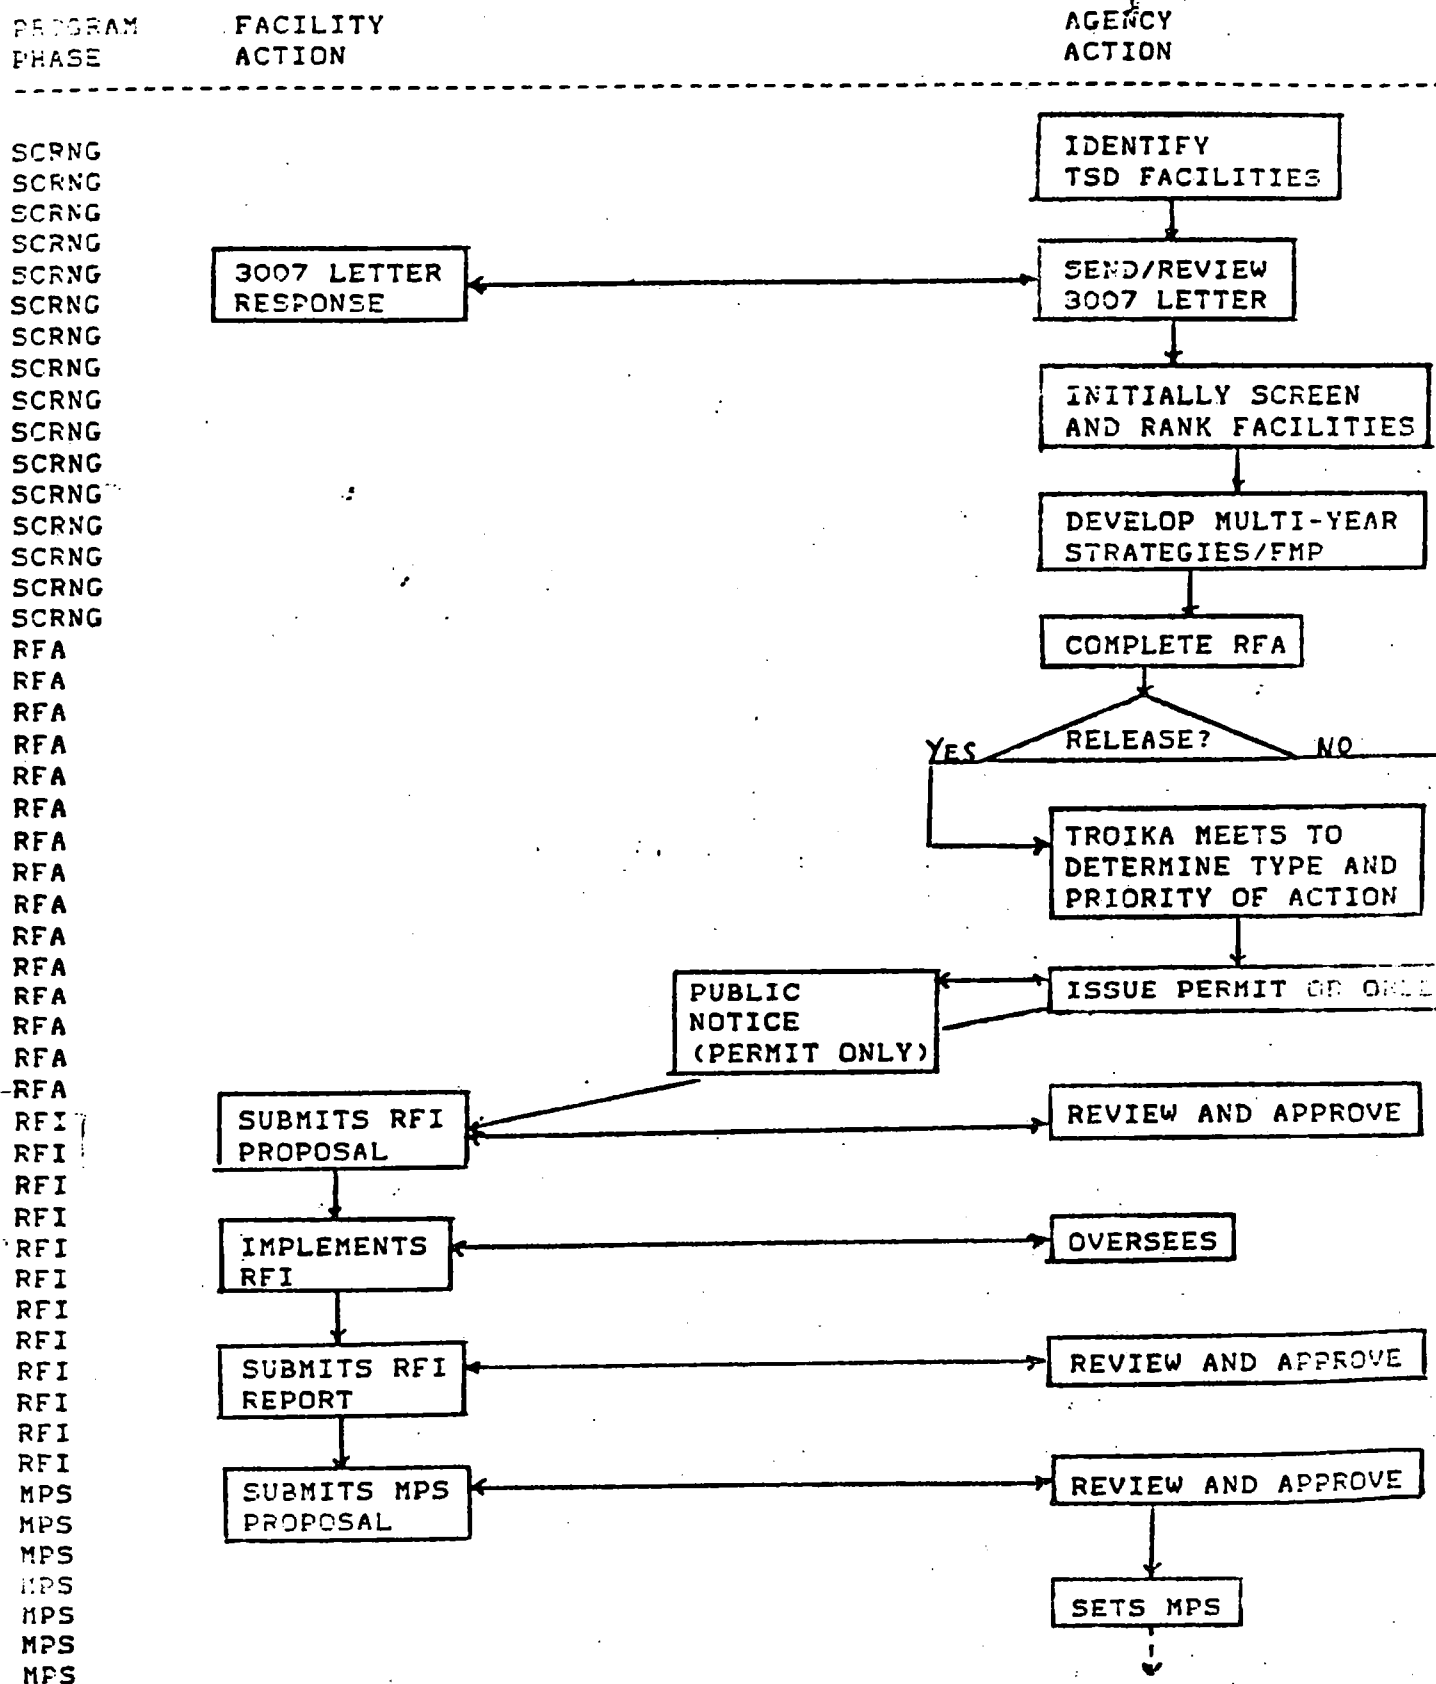 PROGRAM FACILITY AGENCY
PHASE ACTION ACTION
SCRNG IDENTIFY
SCRNG TSD FACILITIES
SCRNG
SCRNG
SCRNG 3007 LETTER SEND/REVIEW
SCRNG RESPONSE 3007 LETTER
SCRNG
SCRNG
SCRNG INITIALLY SCREEN
SCRNG AND RANK FACILITIES
SCRNG
SCRNG
SCRNG DEVELOP MULTI-YEAR
SCRNG STRATEGIES/FMP
SCRNG
SCRNG
RFA COMPLETE RFA
RFA
RFA
RFA YES RELEASE? NO
RFA
RFA
RFA TROIKA MEETS TO
RFA DETERMINE TYPE AND
RFA PRIORITY OF ACTION
RFA
RFA
RFA PUBLIC ISSUE PERMIT OR
RFA NOTICE
RFA (PERMIT ONLY)
RFA
RFI SUBMITS RFI REVIEW AND APPROVE
RFI PROPOSAL
RFI
RFI
RFI IMPLEMENTS OVERSEES
RFI RFI
RFI
RFI
RFI SUBMITS RFI REVIEW AND APPROVE
RFI REPORT
RFI
RFI
MPS SUBMITS MPS REVIEW AND APPROVE
MPS PROPOSAL
MPS
MPS
MPS SETS MPS
MPS
MPS